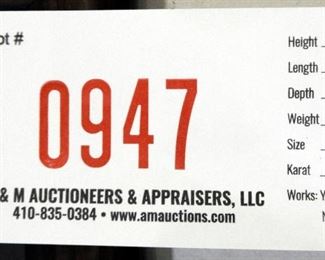 ot #
0947
& M AUCTIONEERS & APPRAISERS, LLC
410-835-0384 • www.amauctions.com
Height
Length
Depth
Weight
Size
Karat
Works: Y